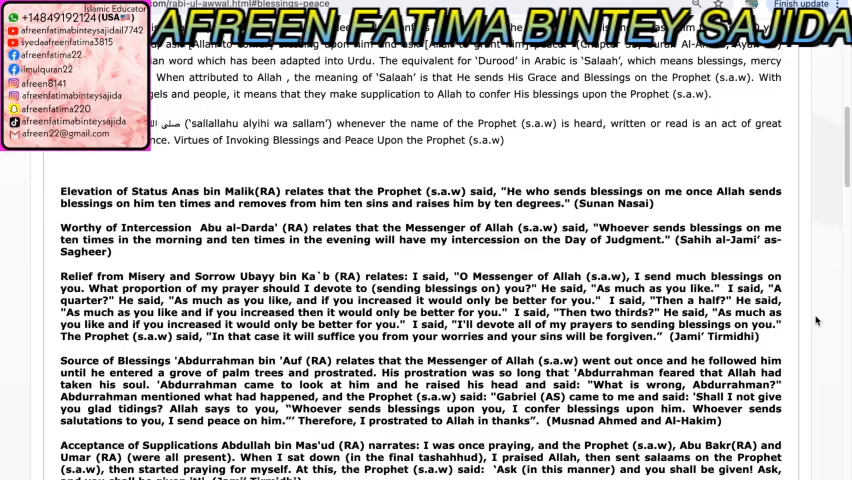 Islamic Educator
+14849192124 (USA)
afreenfatimabinteysajidail7742
syedaafreenfatima3815
afreenfatima22
ilmulquran22
afreen8141
afreenfatimabinteysajida
afreenfatima220
afreenfatimabinteysajida
afreen22@gmail.com
AFREEN FATIMA BINTEY SAJIDA
om/rabi-ul-awwal.html#blessings-peace
Finish update
ian word which has been adapted into Urdu. The equivalent for 'Durood' in Arabic is 'Salaah', which means blessings, mercy
When attributed to Allah , the meaning of 'Salaah' is that He sends His Grace and Blessings on the Prophet (s.a.w). With
gels and people, it means that they make supplication to Allah to confer His blessings upon the Prophet (s.a.w).
صلى ('sallallahu alyihi wa sallam') whenever the name of the Prophet (s.a.w) is heard, written or read is an act of great
nce. Virtues of Invoking Blessings and Peace Upon the Prophet (s.a.w)
Elevation of Status Anas bin Malik(RA) relates that the Prophet (s.a.w) said, "He who sends blessings on me once Allah sends
blessings on him ten times and removes from him ten sins and raises him by ten degrees." (Sunan Nasai)
Worthy of Intercession Abu al-Darda' (RA) relates that the Messenger of Allah (s.a.w) said, "Whoever sends blessings on me
ten times in the morning and ten times in the evening will have my intercession on the Day of Judgment." (Sahih al-Jami' as-
Sagheer)
Relief from Misery and Sorrow Ubayy bin Ka`b (RA) relates: I said, "O Messenger of Allah (s.a.w), I send much blessings on
you. What proportion of my prayer should I devote to (sending blessings on) you?" He said, "As much as you like." I said, "A
quarter?" He said, "As much as you like, and if you increased it would only be better for you." I said, "Then a half?" He said,
"As much as you like and if you increased then it would only be better for you." I said, "Then two thirds?" He said, "As much as
you like and if you increased it would only be better for you." I said, "I'll devote all of my prayers to sending blessings on you."
The Prophet (s.a.w) said, "In that case it will suffice you from your worries and your sins will be forgiven." (Jami' Tirmidhi)
Source of Blessings 'Abdurrahman bin 'Auf (RA) relates that the Messenger of Allah (s.a.w) went out once and he followed him
until he entered a grove of palm trees and prostrated. His prostration was so long that 'Abdurrahman feared that Allah had
taken his soul. 'Abdurrahman came to look at him and he raised his head and said: "What is wrong, Abdurrahman?"
Abdurrahman mentioned what had happened, and the Prophet (s.a.w) said: "Gabriel (AS) came to me and said: 'Shall I not give
you glad tidings? Allah says to you, "Whoever sends blessings upon you, I confer blessings upon him. Whoever sends
salutations to you, I send peace on him."' Therefore, I prostrated to Allah in thanks". (Musnad Ahmed and Al-Hakim)
Acceptance of Supplications Abdullah bin Mas'ud (RA) narrates: I was once praying, and the Prophet (s.a.w), Abu Bakr(RA) and
Umar (RA) (were all present). When I sat down (in the final tashahhud), I praised Allah, then sent salaams on the Prophet
(s.a.w), then started praying for myself. At this, the Prophet (s.a.w) said: `Ask (in this manner) and you shall be given! Ask,
and you shall be given it!' (Jami' Tirmidhi)